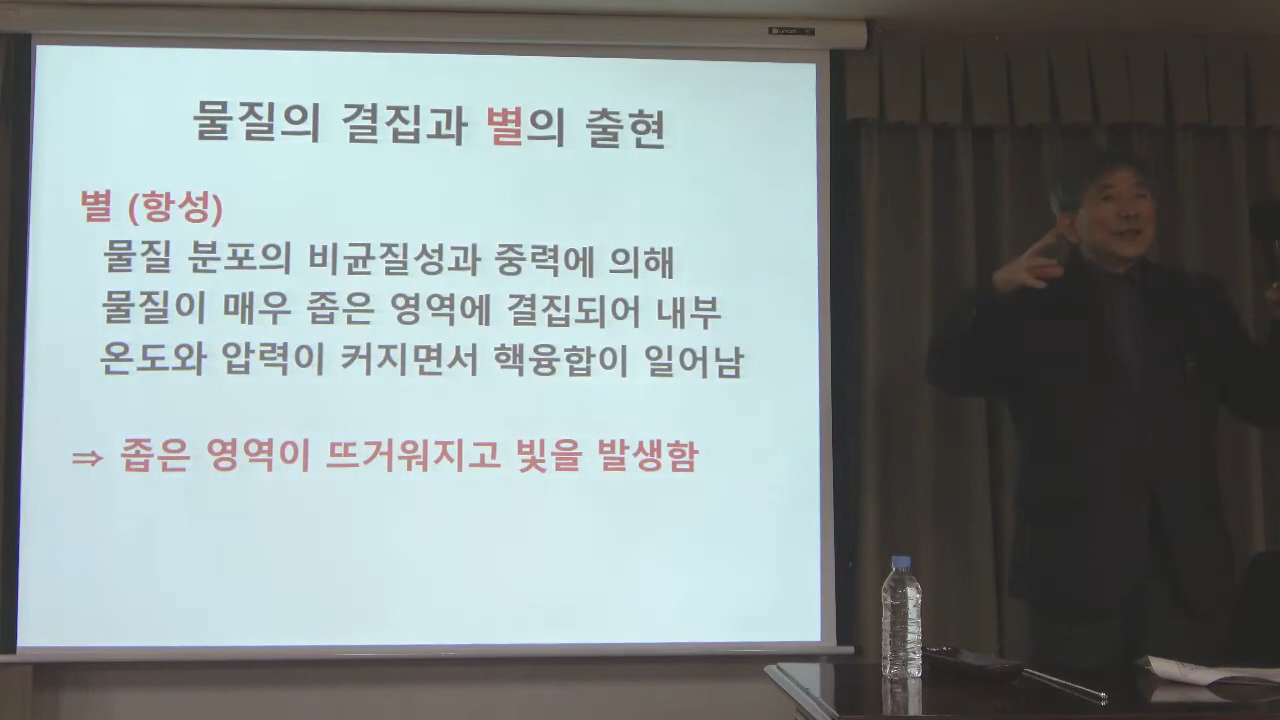 물질의 결집과 별의 출현
별 (항성)
물질 분포의 비균질성과 중력에 의해
물질이 매우 좁은 영역에 결집되어 내부
온도와 압력이 커지면서 핵융합이 일어남
⇒ 좁은 영역이 뜨거워지고 빛을 발생함